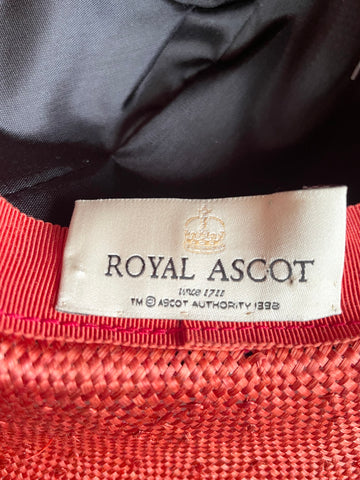 ROYAL ASCOT
since 1711
TM © ASCOT AUTHORITY 1998